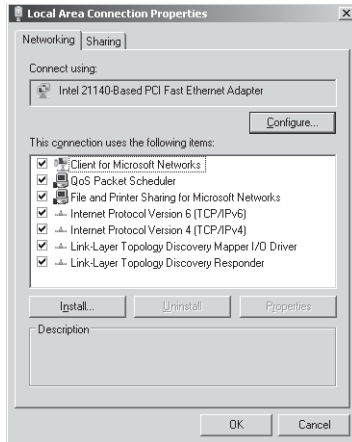 Local Area Connection Properties
Networking
Sharing
Connect using:
Intel 21140-Based PCI Fast Ethernet Adapter
Configure...
This connection uses the following items:
Client for Microsoft Networks
QoS Packet Scheduler
File and Printer Sharing for Microsoft Networks
Internet Protocol Version 6 (TCP/IPv6)
Internet Protocol Version 4 (TCP/IPv4)
Link-Layer Topology Discovery Mapper I/O Driver
Link-Layer Topology Discovery Responder
Install... Uninstall Properties
Description
OK Cancel